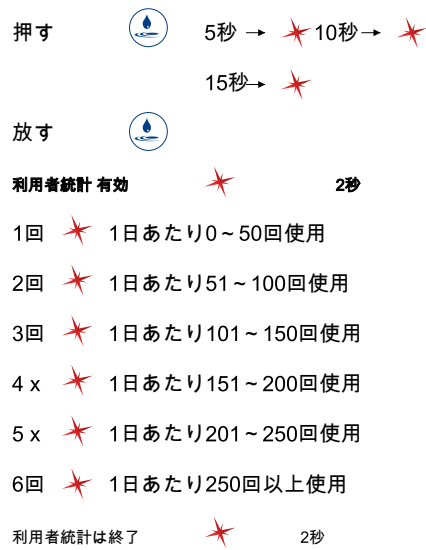 押す 5秒 → 10秒 →
15秒→
放す
利用者統計 有効 2秒
1回 1日あたり0～50回使用
2回 1日あたり51～100回使用
3回 1日あたり101～150回使用
4 x 1日あたり151～200回使用
5 x 1日あたり201～250回使用
6回 1日あたり250回以上使用
利用者統計は終了 2秒